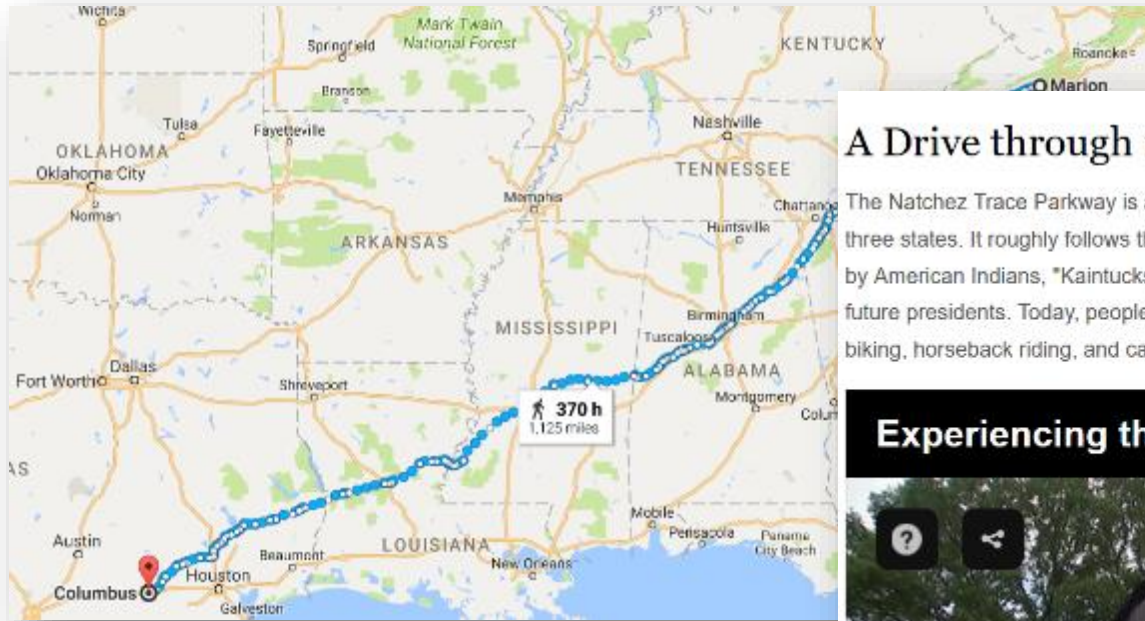 Wichita
Mark Twain
National Forest
Springfield
KENTUCKY
Roanoke
Branson
Marion
Tulsa
Fayetteville
Nashville
OKLAHOMA
Oklahoma City
TENNESSEE
Norman
Memphis
Huntsville
ARKANSAS
MISSISSIPPI
Birmingham
Tuscaloosa
Dallas
Fort Worth
Shreveport
ALABAMA
Montgomery
370 h
1,125 miles
Austin
Mobile
Pensacola
Panama
City Beach
LOUISIANA
Beaumont
New Orleans
Houston
Columbus
Galveston
A Drive through
The Natchez Trace Parkway is
three states. It roughly follows
by American Indians, "Kaintucks
future presidents. Today, people
biking, horseback riding, and
Experiencing
?